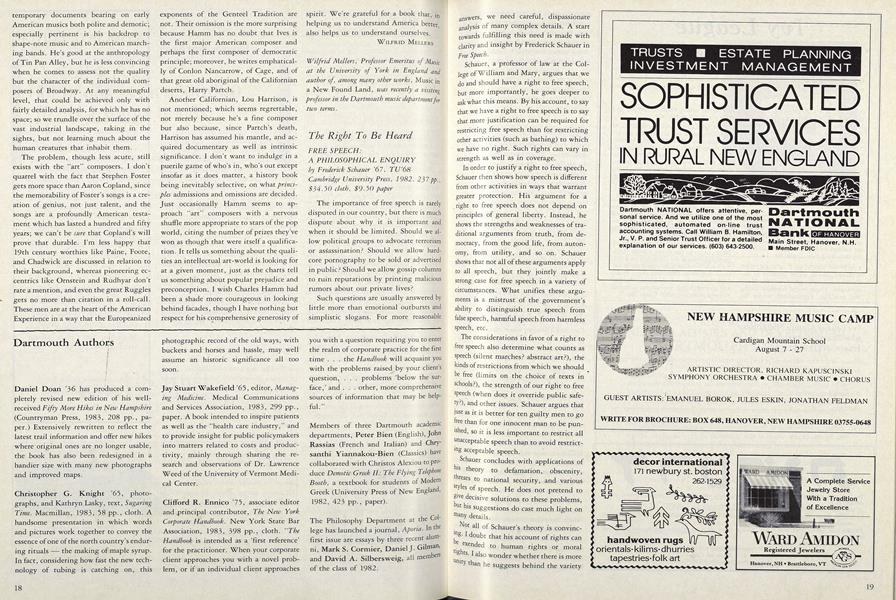 temporary documents bearing on early
American musics both polite and demotic;
especially pertinent is his backdrop to
shape-note music and to American march-
ing bands. He's good at the anthropology
of Tin Pan Alley, but he is less convincing
when he comes to assess not the quality
but the character of the individual com-
posers of Broadway. At any meaningful
level, that could be achieved only with
fairly detailed analysis, for which he has no
space; so we trundle over the surface of the
vast industrial landscape, taking in the
sights, but not learning much about the
human creatures that inhabit them.
The problem, though less acute, still
exists with the "art" composers. I don't
quarrel with the fact that Stephen Foster
gets more space than Aaron Copland, since
the memorability of Foster's songs is a cre-
ation of genius, not just talent, and the
songs are a profoundly American testa-
ment which has lasted a hundred and fifty
years; we can't be sure that Copland's will
prove that durable. I'm less happy that
19th century worthies like Paine, Foote,
and Chadwick are discussed in relation to
their background, whereas pioneering ec-
centrics like Ornstein and Rudhyar don't
rate a mention, and even the great Ruggles
gets no more than citation in a roll-call.
These men are at the heart of the American
Experience in a way that the Europeanized
exponents of the Genteel Tradition are
not. Their omission is the more surprising
because Hamm has no doubt that Ives is
the first major American composer and
perhaps the first composer of democratic
principle; moreover, he writes emphatical-
ly of Conlon Nancarrow, of Cage, and of
that great old aboriginal of the Californian
deserts, Harry Partch.
Another Californian, Lou Harrison, is
not mentioned; which seems regrettable,
not merely because he's a fine composer
but also because, since Partch's death,
Harrison has assumed his mantle, and ac-
quired documentary as well as intrinsic
significance. I don't want to indulge in a
puerile game of who's in, who's out except
insofar as it does matter, a history book
being inevitably selective, on what princi-
ples admissions and omissions are decided.
Just occasionally Hamm seems to ap-
proach "art" composers with a nervous
shuffle more appropriate to stars of the pop
world, citing the number of prizes they've
won as though that were itself a qualifica-
tion. It tells us something about the quali-
ties an intellectual art-world is looking for
at a given moment, just as the charts tell
us something about popular prejudice and
preconception. I wish Charles Hamm had
been a shade more courageous in looking
behind facades, though I have nothing but
respect for his comprehensive generosity of
spirit. We're grateful for a book that, in
helping us to understand America better,
also helps us to understand ourselves.
WILFRID MELLERS
Wilfrid Mellers, Professor Emeritus of Music
at the University of York in England and
author of, among many other works, Music in
a New Found Land, was recently a visiting
professor in the Dartmouth music department for
two terms.
The Right To Be Heard
FREE SPEECH:
A PHILOSOPHICAL ENQUIRY
by Frederick Schauer '67, TU'68
Cambridge University Press, 1982. 237 pp.,
$34.50 cloth, $9.50 paper
The importance of free speech is rarely
disputed in our country, but there is much
dispute about why it is important and
when it should be limited. Should we al-
low political groups to advocate terrorism
or assassination? Should we allow hard-
core pornography to be sold or advertised
in public? Should we allow gossip columns
to ruin reputations by printing malicious
rumors about our private lives?
Such questions are usually answered by
little more than emotional outbursts and
simplistic slogans. For more reasonable
Dartmouth Authors
Daniel Doan '36 has produced a com-
pletely revised new edition of his well-
received Fifty More Hikes in New Hampshire
(Countryman Press, 1983, 208 pp., pa-
per.) Extensively rewritten to reflect the
latest trail information and offer new hikes
where original ones are no longer usable,
the book has also been redesigned in a
handier size with many new photographs
and improved maps.
Christopher G. Knight '65, photo-
graphs, and Kathryn Lasky, text, Sugaring
Time. Macmillan, 1983, 58 pp., cloth. A
handsome presentation in which words
and pictures work together to convey the
essence of one of the north country's endur-
ing rituals — the making of maple syrup.
In fact, considering how fast the new tech-
nology of tubing is catching on, this
photographic record of the old ways, with
buckets and horses and hassle, may well
assume an historic significance all too
soon.
Jay Stuart Wakefield '65, editor, Manag-
ing Medicine. Medical Communications
and Services Association, 1983, 299 pp.,
paper. A book intended to inspire patients
as well as the "health care industry," and
to provide insight for public policymakers
into matters related to costs and produc-
tivity, mainly through sharing the re-
search and observations of Dr. Lawrence
Weed of the University of Vermont Medi-
cal Center.
Clifford R. Ennico '75, associate editor
and principal contributor, The New York
Corporate Handbook. New York State Bar
Association, 1983, 398 pp., cloth. "The
Handbook is intended as a 'first reference'
for the practitioner. When your corporate
client approaches you with a novel prob-
lem, or if an individual client approaches
you with a question requiring you to enter
the realm of corporate practice for the first
time . . . the Handbook will acquaint you
with the problems raised by your client's
question, . . . problems 'below the sur-
face,' and . . . other, more comprehensive
sources of information that may be help-
ful."
Members of three Dartmouth academic
departments, Peter Bien (English), John
Rassias (French and Italian) and Chry-
santhi Yiannakou-Bien (Classics) have
collaborated with Christos Alexiou to pro-
duce Demotic Greek II: The Flying Telephone
Booth, a textbook for students of Modern
Greek (University Press of New England,
1982, 423 pp., paper).
The Philosophy Department at the Col-
lege has launched a journal, Aporia. In the
first issue are essays by three recent alum-
ni, Mark S. Cormier, Daniel J. Gilman,
and David A. Silbersweig, all members
of the class of 1982.
18
answers, we need careful, dispassionate
analysis of many complex details. A start
towards fulfilling this need is made with
clarity and insight by Frederick Schauer in
Free Speech.
Schauer, a professor of law at the Col-
lege of William and Mary, argues that we
do and should have a right to free speech,
but more importantly, he goes deeper to
ask what this means. By his account, to say
that we have a right to free speech is to say
that more justification can be required for
restricting free speech than for restricting
other activities (such as bathing) to which
we have no right. Such rights can vary in
strength as well as in coverage.
In order to justify a right to free speech,
Schauer then shows how speech is different
from other activities in ways that warrant
greater protection. His argument for a
right to free speech does not depend on
principles of general liberty. Instead, he
shows the strengths and weaknesses of tra-
ditional arguments from truth, from de-
mocracy, from the good life, from auton-
omy, from utility, and so on. Schauer
shows that not all of these arguments apply
to all speech, but they jointly make a
strong case for free speech in a variety of
circumstances. What unifies these argu-
ments is a mistrust of the government's
ability to distinguish true speech from
false speech, harmful speech from harmless
speech, etc.
The considerations in favor of a right to
free speech also determine what counts as
speech (silent marches? abstract art?), the
kinds of restrictions from which we should
be free (limits on the choice of texts in
schools?), the strength of our right to free
speech (when does it override public safe-
ty?), and other issues. Schauer argues that
just as it is better for ten guilty men to go
free than for one innocent man to be pun-
ished, so it is more important to restrict all
unacceptable speech than to avoid restrict-
ing acceptable speech.
Schauer concludes with applications of
his theory to defamation, obscenity,
threats to national security, and various
styles of speech. He does not pretend to
give decisive solutions to these problems,
but his suggestions do cast much light on
many details.
Not all of Schauer's theory is convinc-
ing. I doubt that his account of rights can
be extended to human rights or moral
rights. I also wonder whether there is more
unity than he suggests behind the variety
TRUSTS ■ ESTATE PLANNING
INVESTMENT MANAGEMENT
SOPHISTICATED
TRUST SERVICES
IN RURAL NEW ENGLAND
Dartmouth NATIONAL offers attentive, per-
sonal service. And we utilize one of the most
sophisticated, automated on-line trust
accounting systems. Call William B. Hamilton,
Jr., V. P. and Senior Trust Officer for a detailed
explanation of our services. (603) 643-2500.
Dartmouth
NATIONAL
Bank OF HANOVER
Main Street, Hanover, N.H.
■ Member FDIC
NEW HAMPSHIRE MUSIC CAMP
Cardigan Mountain School
August 7 - 27
ARTISTIC DIRECTOR, RICHARD KAPUSCINSKI
SYMPHONY ORCHESTRA ● CHAMBER MUSIC ● CHORUS
GUEST ARTISTS: EMANUEL BOROK, JULES ESKIN, JONATHAN FELDMAN
WRITE FOR BROCHURE: BOX 648, HANOVER, NEW HAMPSHIRE 03755-0648
decor international
171 newbury st. boston
262-1529
handwoven rugs
orientals·kilims·dhurries
tapestries·folk art
WARD AMIDON
A Complete Service
Jewelry Store
With a Tradition
of Excellence
WARD AMIDON
Registered Jewelers
Hanover, NH • Brattleboro, VT
19